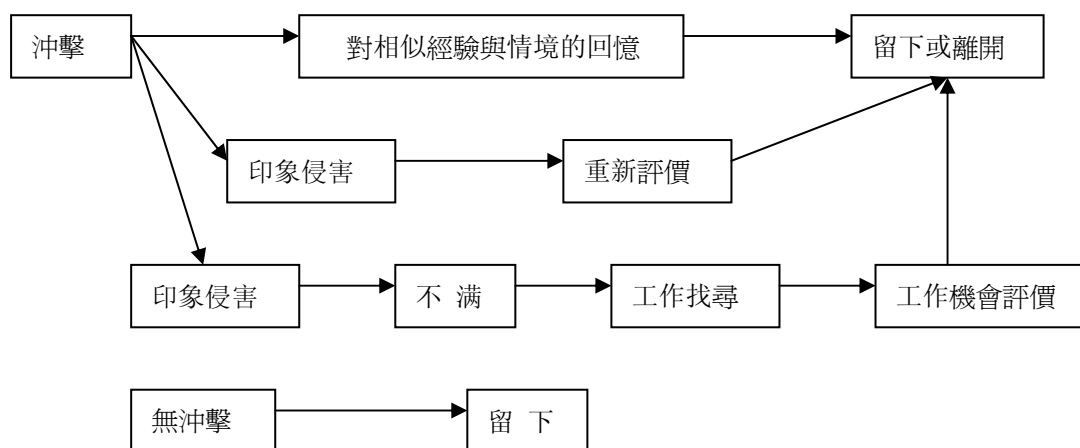 沖擊
對相似經驗與情境的回憶
留下或離開
印象侵害
重新評價
印象侵害
不 满
工作找尋
工作機會評價
無沖擊
留 下